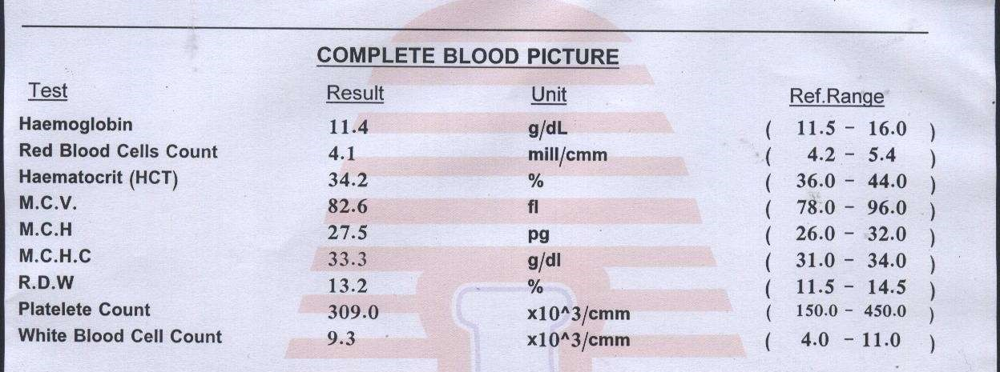 COMPLETE BLOOD PICTURE
Test Result Unit Ref.Range
Haemoglobin 11.4 g/dL ( 11.5 - 16.0 )
Red Blood Cells Count 4.1 mill/cmm ( 4.2 - 5.4 )
Haematocrit (HCT) 34.2 % ( 36.0 - 44.0 )
M.C.V. 82.6 fl ( 78.0 - 96.0 )
M.C.H 27.5 pg ( 26.0 - 32.0 )
M.C.H.C 33.3 g/dl ( 31.0 - 34.0 )
R.D.W 13.2 % ( 11.5 - 14.5 )
Platelete Count 309.0 x10^3/cmm ( 150.0 - 450.0 )
White Blood Cell Count 9.3 x10^3/cmm ( 4.0 - 11.0 )